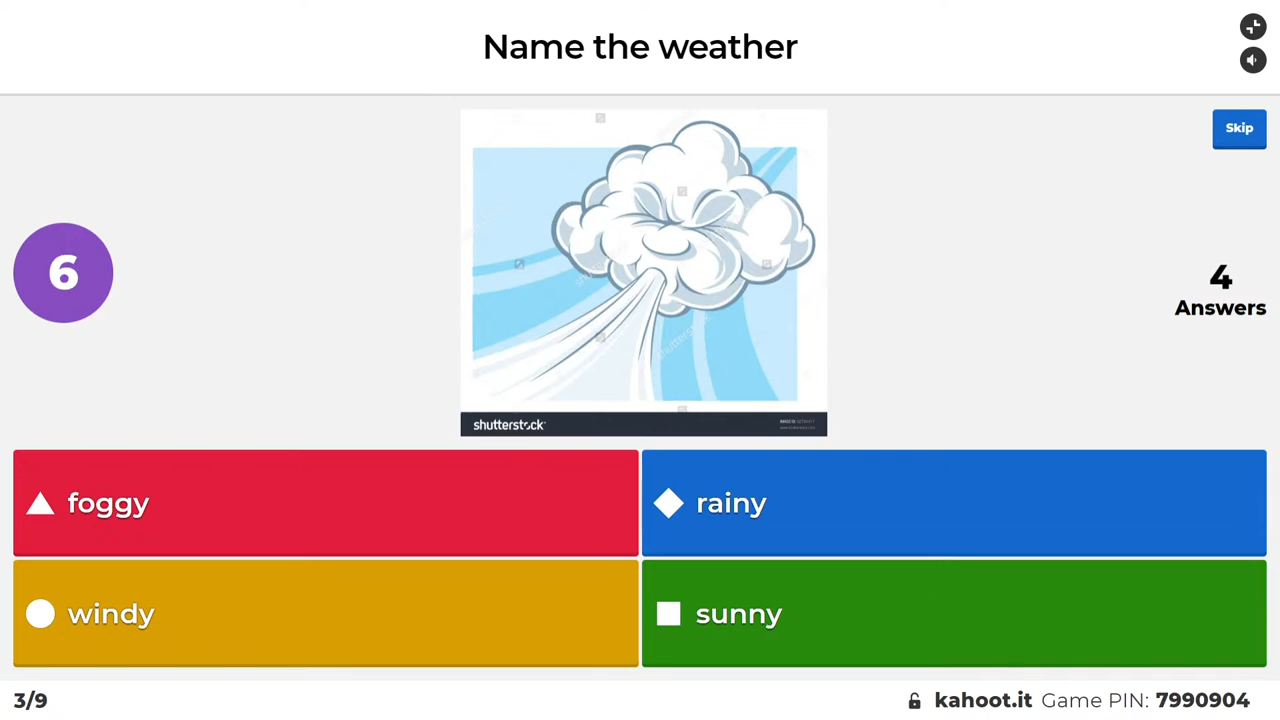 Name the weather
Skip
6
4
Answers
shutterstock
foggy
rainy
windy
sunny
3/9
kahoot.it Game PIN: 7990904